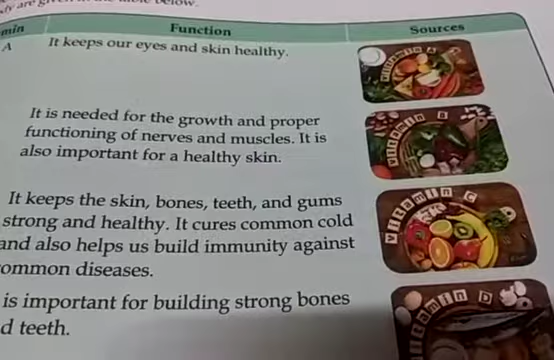 are given in the table below.
min Function Sources
A It keeps our eyes and skin healthy.
VITAMIN A
It is needed for the growth and proper
functioning of nerves and muscles. It is
also important for a healthy skin.
VITAMIN B
It keeps the skin, bones, teeth, and gums
strong and healthy. It cures common cold
and also helps us build immunity against
ommon diseases.
VITAMIN C
is important for building strong bones
d teeth.
VITAMIN D